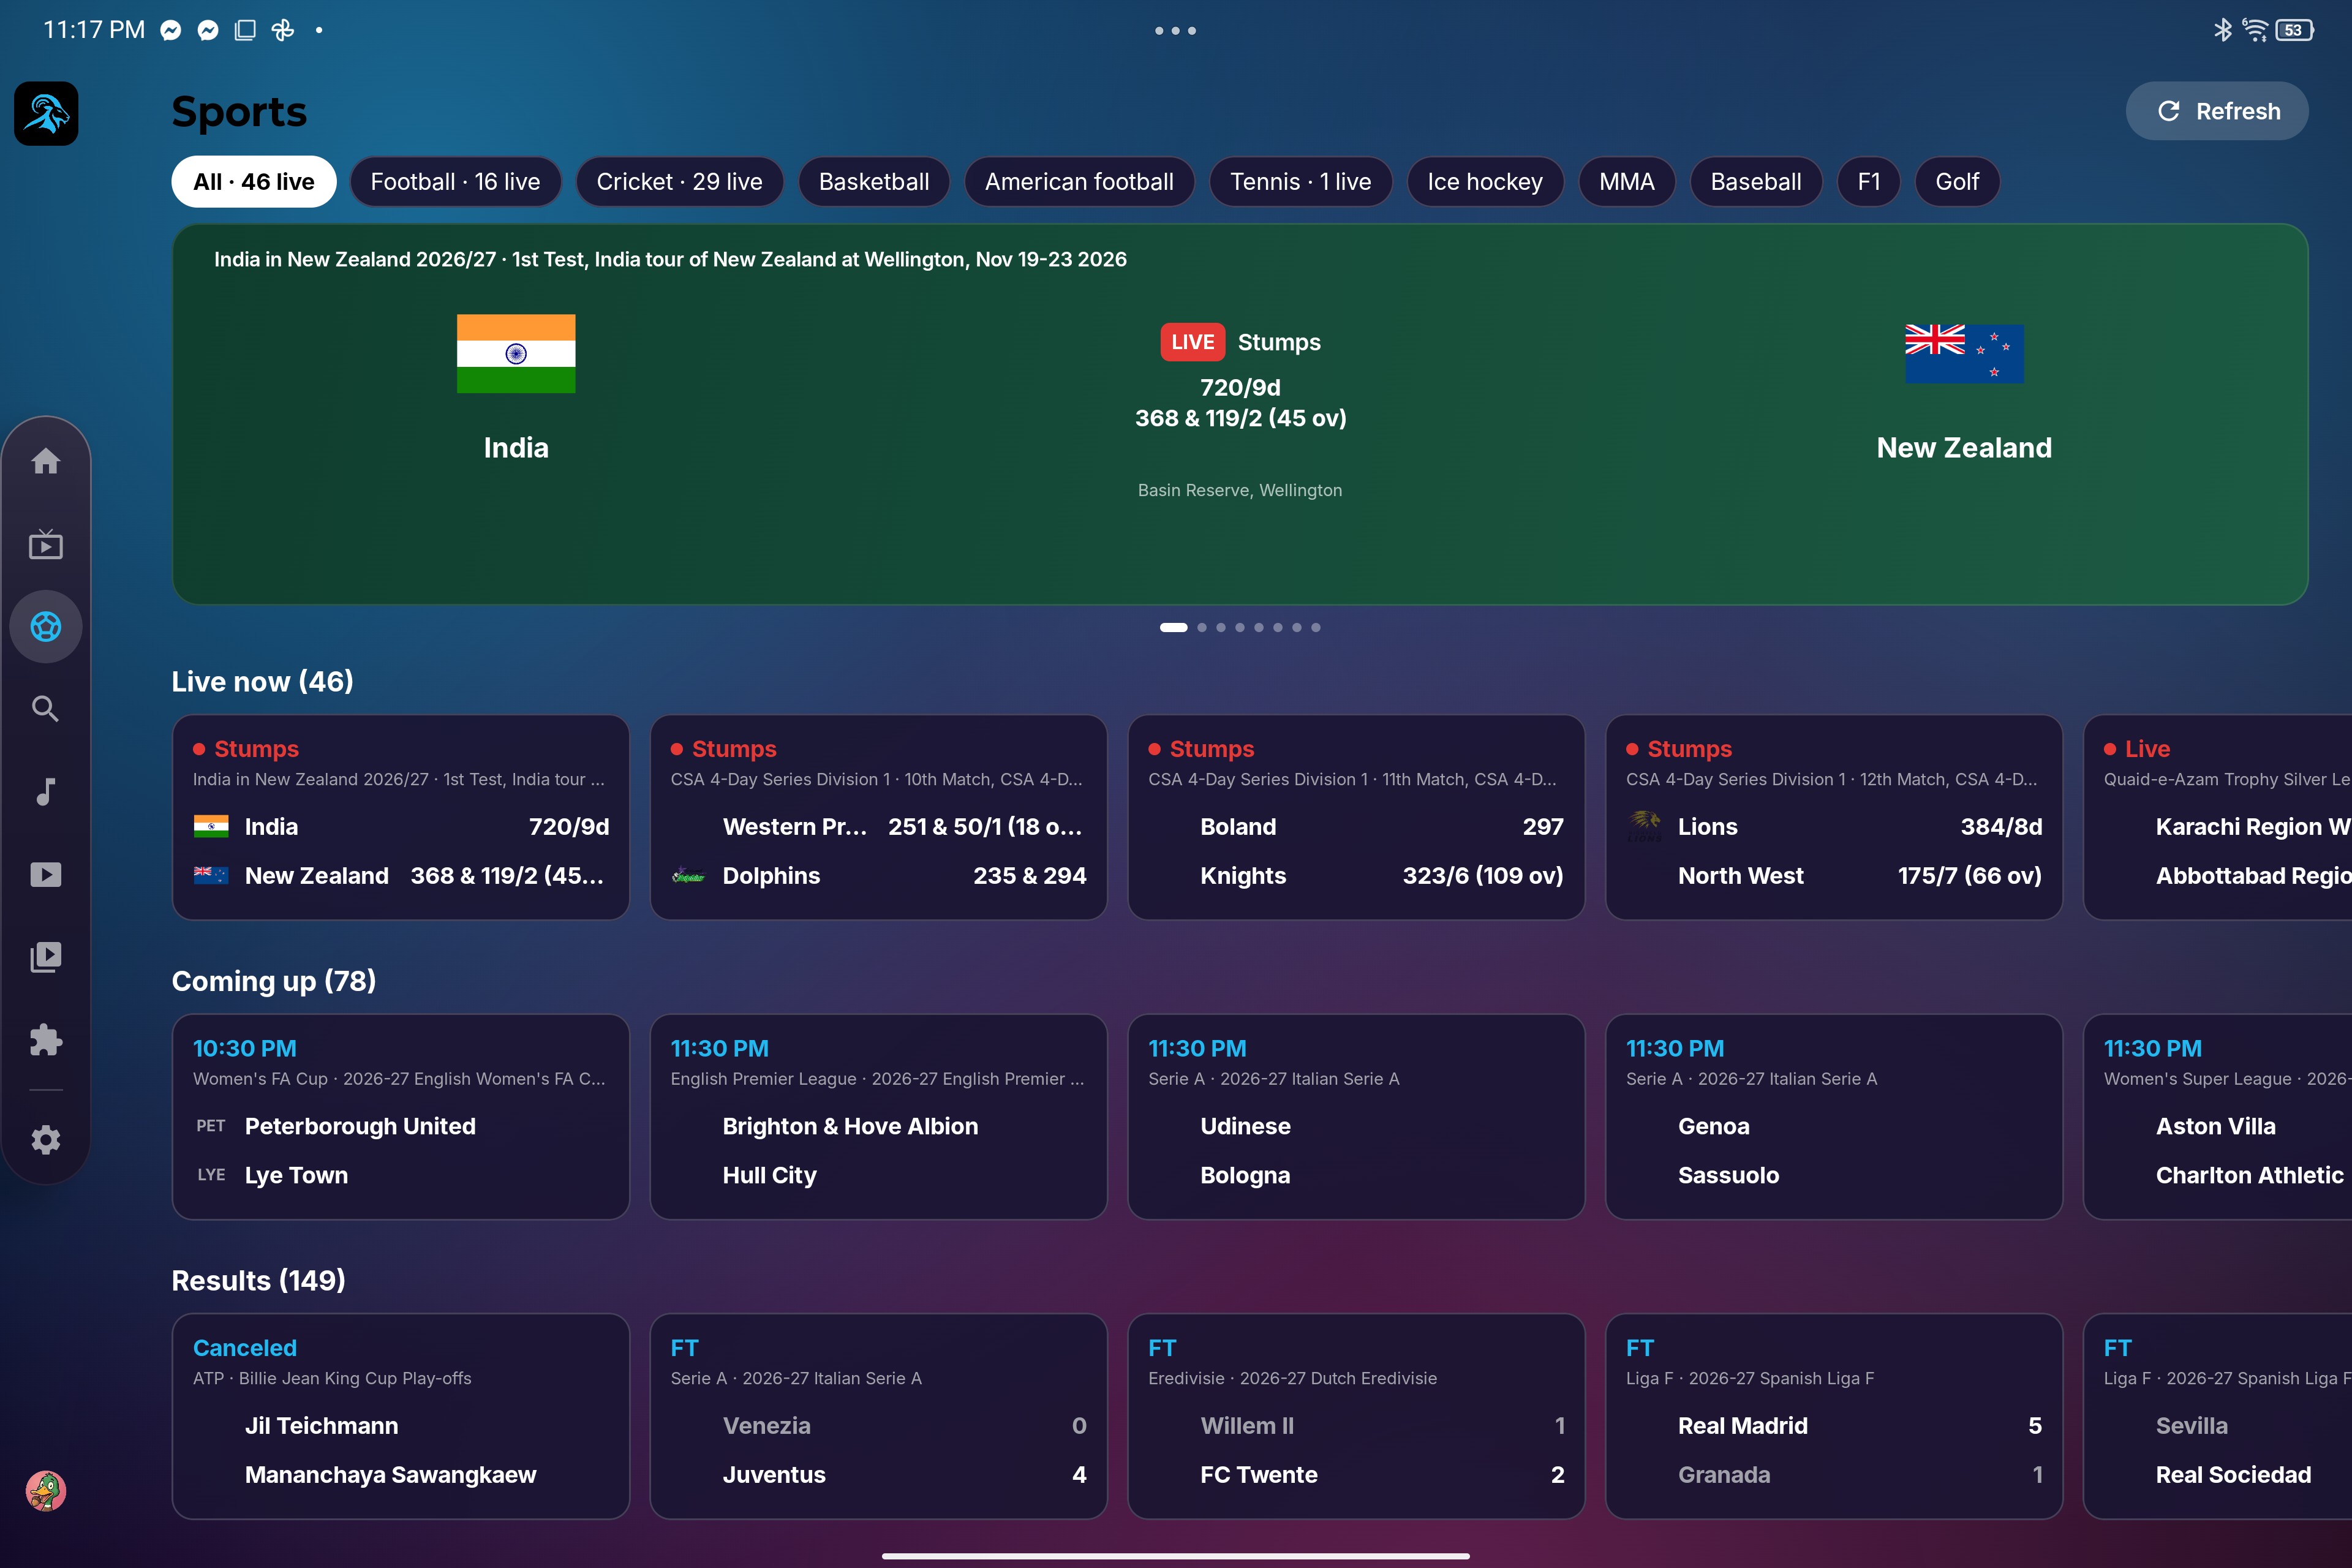 11:17 PM
53
Sports
Refresh
All · 46 live
Football · 16 live
Cricket · 29 live
Basketball
American football
Tennis · 1 live
Ice hockey
MMA
Baseball
F1
Golf
India in New Zealand 2026/27 · 1st Test, India tour of New Zealand at Wellington, Nov 19-23 2026
LIVE Stumps
720/9d
368 & 119/2 (45 ov)
India
New Zealand
Basin Reserve, Wellington
Live now (46)
Stumps
India in New Zealand 2026/27 · 1st Test, India tour ...
India 720/9d
New Zealand 368 & 119/2 (45...
Stumps
CSA 4-Day Series Division 1 · 10th Match, CSA 4-D...
Western Pr... 251 & 50/1 (18 o...
Dolphins 235 & 294
Stumps
CSA 4-Day Series Division 1 · 11th Match, CSA 4-D...
Boland 297
Knights 323/6 (109 ov)
Stumps
CSA 4-Day Series Division 1 · 12th Match, CSA 4-D...
Lions 384/8d
North West 175/7 (66 ov)
Live
Quaid-e-Azam Trophy Silver Le
Karachi Region W
Abbottabad Regio
Coming up (78)
10:30 PM
Women's FA Cup · 2026-27 English Women's FA C...
PET Peterborough United
LYE Lye Town
11:30 PM
English Premier League · 2026-27 English Premier ...
Brighton & Hove Albion
Hull City
11:30 PM
Serie A · 2026-27 Italian Serie A
Udinese
Bologna
11:30 PM
Serie A · 2026-27 Italian Serie A
Genoa
Sassuolo
11:30 PM
Women's Super League · 2026-
Aston Villa
Charlton Athletic
Results (149)
Canceled
ATP · Billie Jean King Cup Play-offs
Jil Teichmann
Mananchaya Sawangkaew
FT
Serie A · 2026-27 Italian Serie A
Venezia 0
Juventus 4
FT
Eredivisie · 2026-27 Dutch Eredivisie
Willem II 1
FC Twente 2
FT
Liga F · 2026-27 Spanish Liga F
Real Madrid 5
Granada 1
FT
Liga F · 2026-27 Spanish Liga F
Sevilla
Real Sociedad